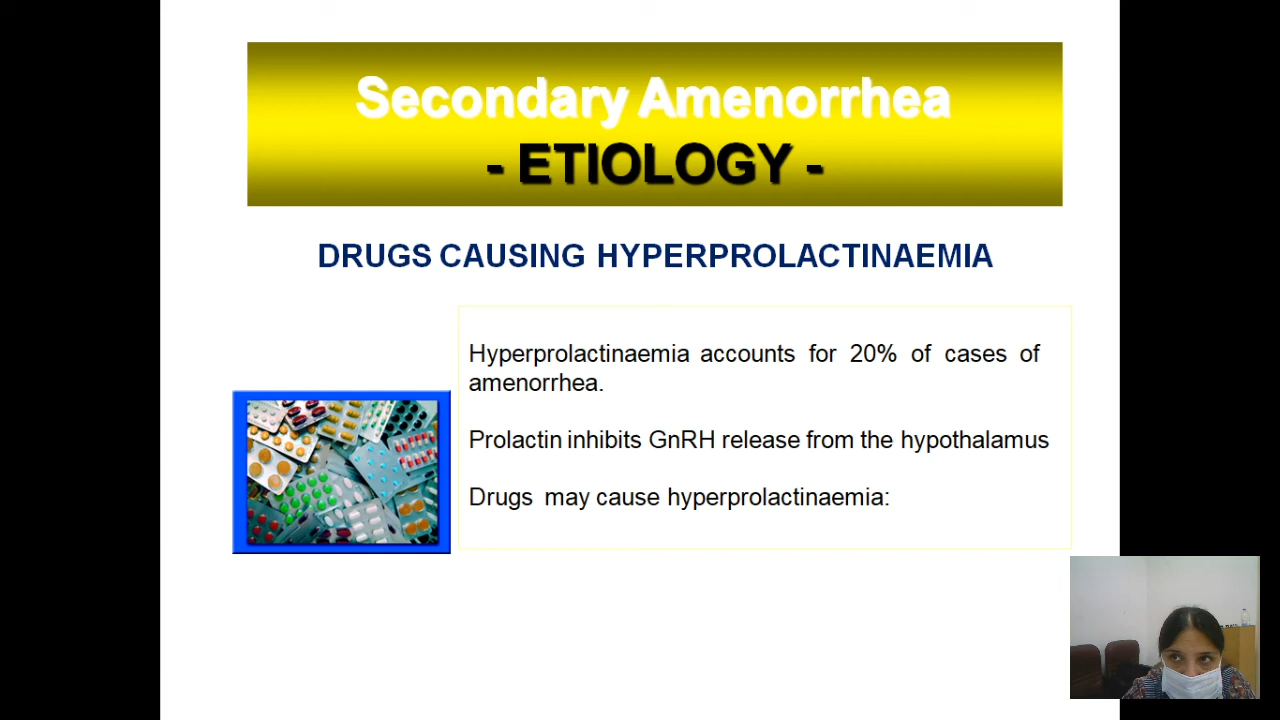 Secondary Amenorrhea
- ETIOLOGY -
DRUGS CAUSING HYPERPROLACTINAEMIA
Hyperprolactinaemia accounts for 20% of cases of
amenorrhea.
Prolactin inhibits GnRH release from the hypothalamus
Drugs may cause hyperprolactinaemia: